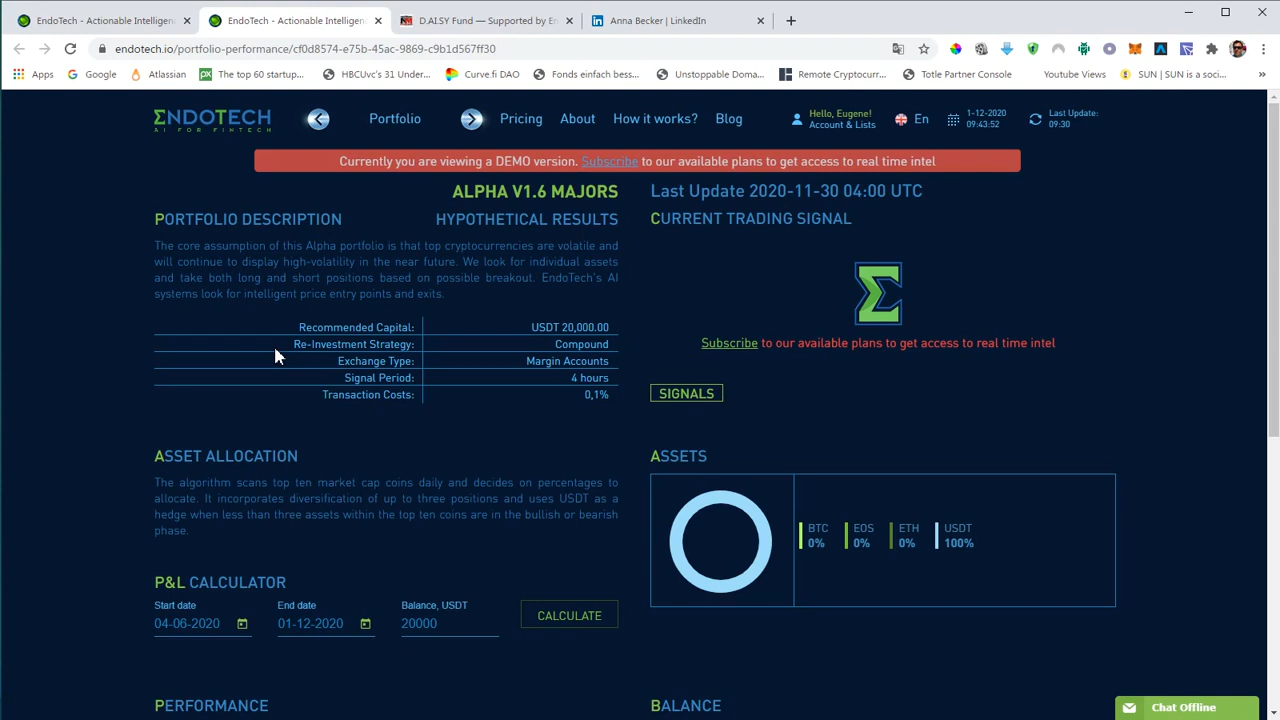 EndoTech - Actionable Intelligenc
EndoTech - Actionable Intelligenc
D.AI.SY Fund — Supported by En
Anna Becker | LinkedIn
endotech.io/portfolio-performance/cf0d8574-e75b-45ac-9869-c9b1d567ff30
Apps
Google
Atlassian
The top 60 startup...
HBCUvc's 31 Under...
Curve.fi DAO
Fonds einfach bess...
Unstoppable Doma...
Remote Cryptocurr...
Totle Partner Console
Youtube Views
SUN | SUN is a soci...
ENDOTECH
AI FOR FINTECH
Portfolio
Pricing
About
How it works?
Blog
Hello, Eugene!
Account & Lists
En
1-12-2020
09:43:52
Last Update:
09:30
Currently you are viewing a DEMO version. Subscribe to our available plans to get access to real time intel
ALPHA V1.6 MAJORS
PORTFOLIO DESCRIPTION
HYPOTHETICAL RESULTS
The core assumption of this Alpha portfolio is that top cryptocurrencies are volatile and
will continue to display high-volatility in the near future. We look for individual assets
and take both long and short positions based on possible breakout. EndoTech's AI
systems look for intelligent price entry points and exits.
Recommended Capital: USDT 20,000.00
Re-Investment Strategy: Compound
Exchange Type: Margin Accounts
Signal Period: 4 hours
Transaction Costs: 0,1%
Last Update 2020-11-30 04:00 UTC
CURRENT TRADING SIGNAL
Subscribe to our available plans to get access to real time intel
SIGNALS
ASSET ALLOCATION
The algorithm scans top ten market cap coins daily and decides on percentages to
allocate. It incorporates diversification of up to three positions and uses USDT as a
hedge when less than three assets within the top ten coins are in the bullish or bearish
phase.
ASSETS
BTC EOS ETH USDT
0% 0% 0% 100%
P&L CALCULATOR
Start date End date Balance, USDT
04-06-2020 01-12-2020 20000
CALCULATE
PERFORMANCE
BALANCE
Chat Offline